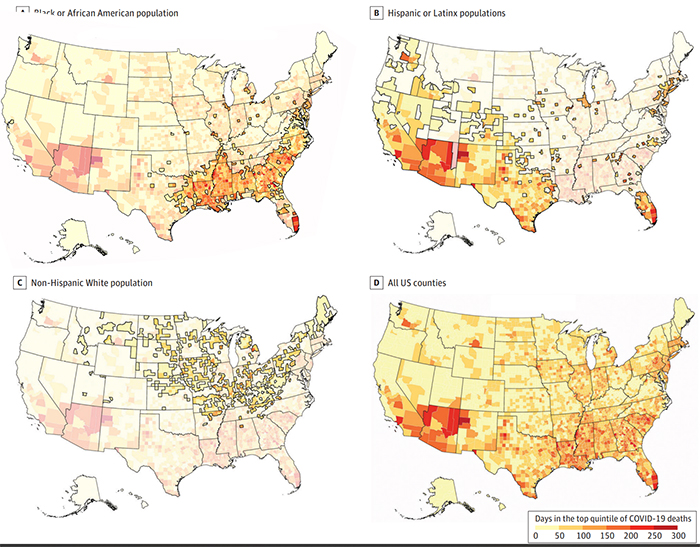 Black or African American population
B Hispanic or Latinx populations
C Non-Hispanic White population
D All US counties
Days in the top quintile of COVID-19 deaths
0 50 100 150 200 250 300